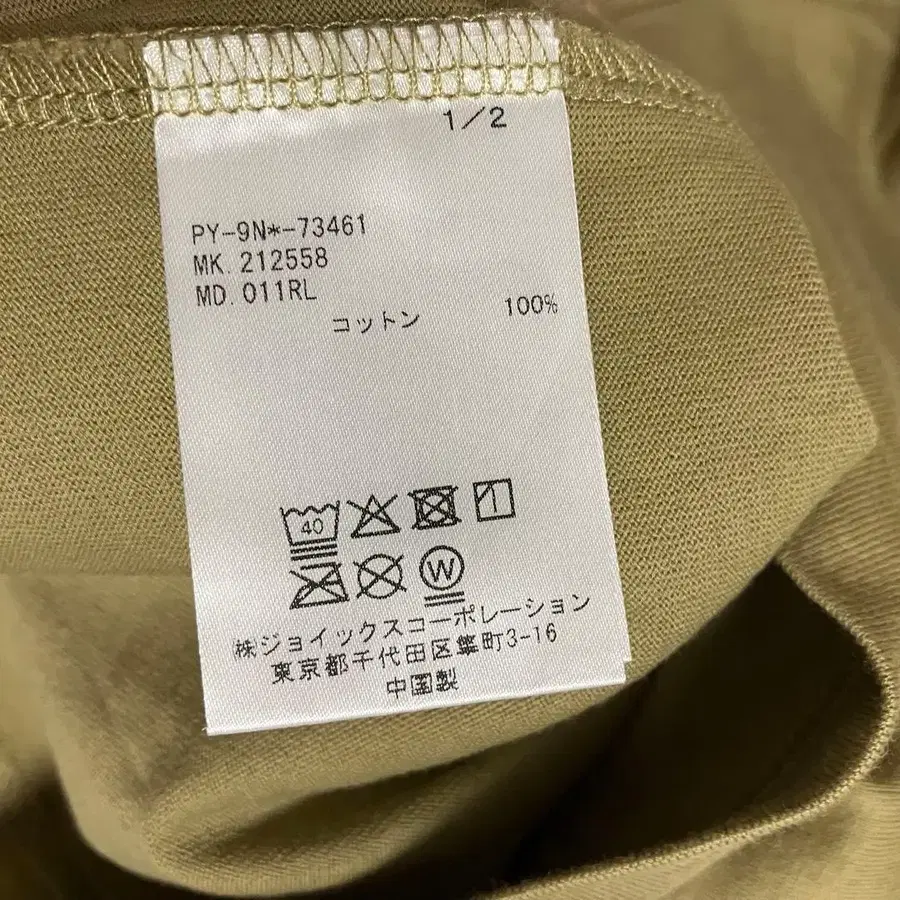 1/2
PY-9N*-73461
MK. 212558
MD. 011RL
コットン 100%
40
W
㈱ジョイックスコーポレーション
東京都千代田区隼町3-16
中国製